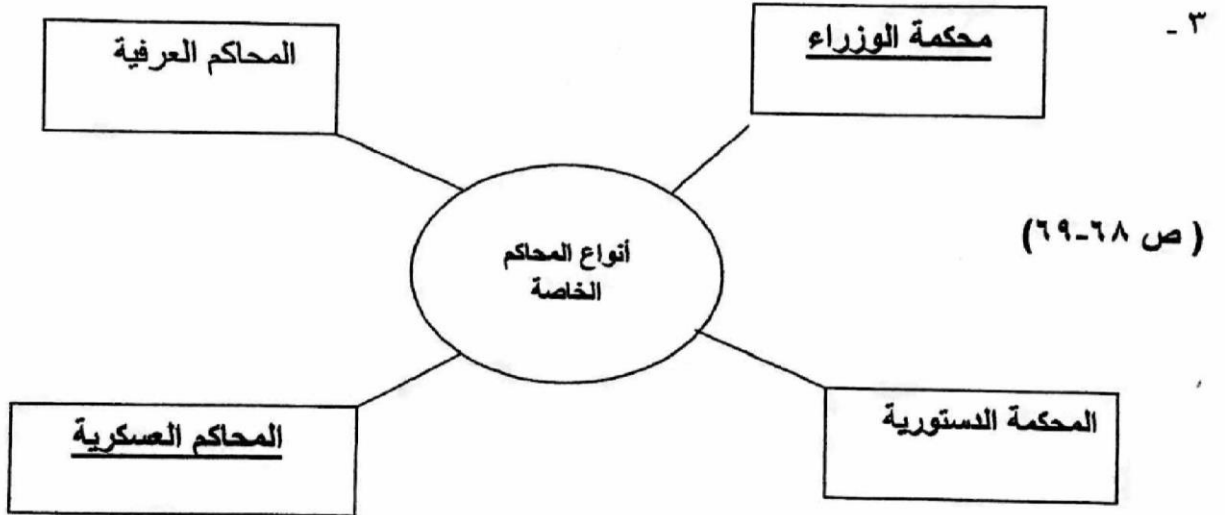 ٣ -
محكمة الوزراء
المحاكم العرفية
( ص ٦٨-٦٩)
أنواع المحاكم
الخاصة
المحكمة الدستورية
المحاكم العسكرية